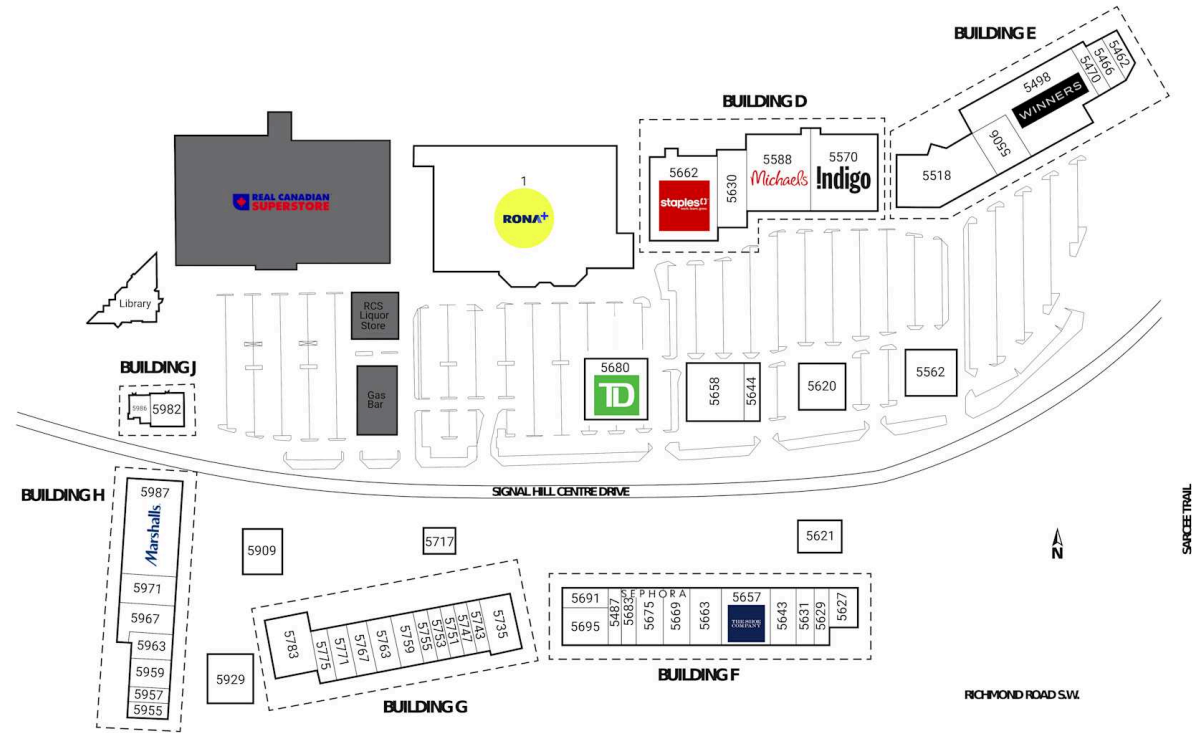 BUILDING E
5462
5466
5470
5498
WINNERS
5506
5518
BUILDING D
5662
staples
5630
5588
Michaels
5570
!ndigo
REAL CANADIAN
SUPERSTORE
1
RONA+
Library
RCS
Liquor
Store
Gas
Bar
5680
TD
5658
5644
5620
5562
BUILDING J
5986
5982
SIGNAL HILL CENTRE DRIVE
SARCEE TRAIL
N
BUILDING H
5987
Marshalls
5971
5967
5963
5959
5957
5955
5909
5929
5717
5621
5783
5775
5771
5767
5763
5759
5755
5753
5751
5747
5743
5735
BUILDING G
SEPHORA
5691
5695
5487
5683
5675
5669
5663
5657
THE SHOE
COMPANY
5643
5631
5629
5627
BUILDING F
RICHMOND ROAD S.W.